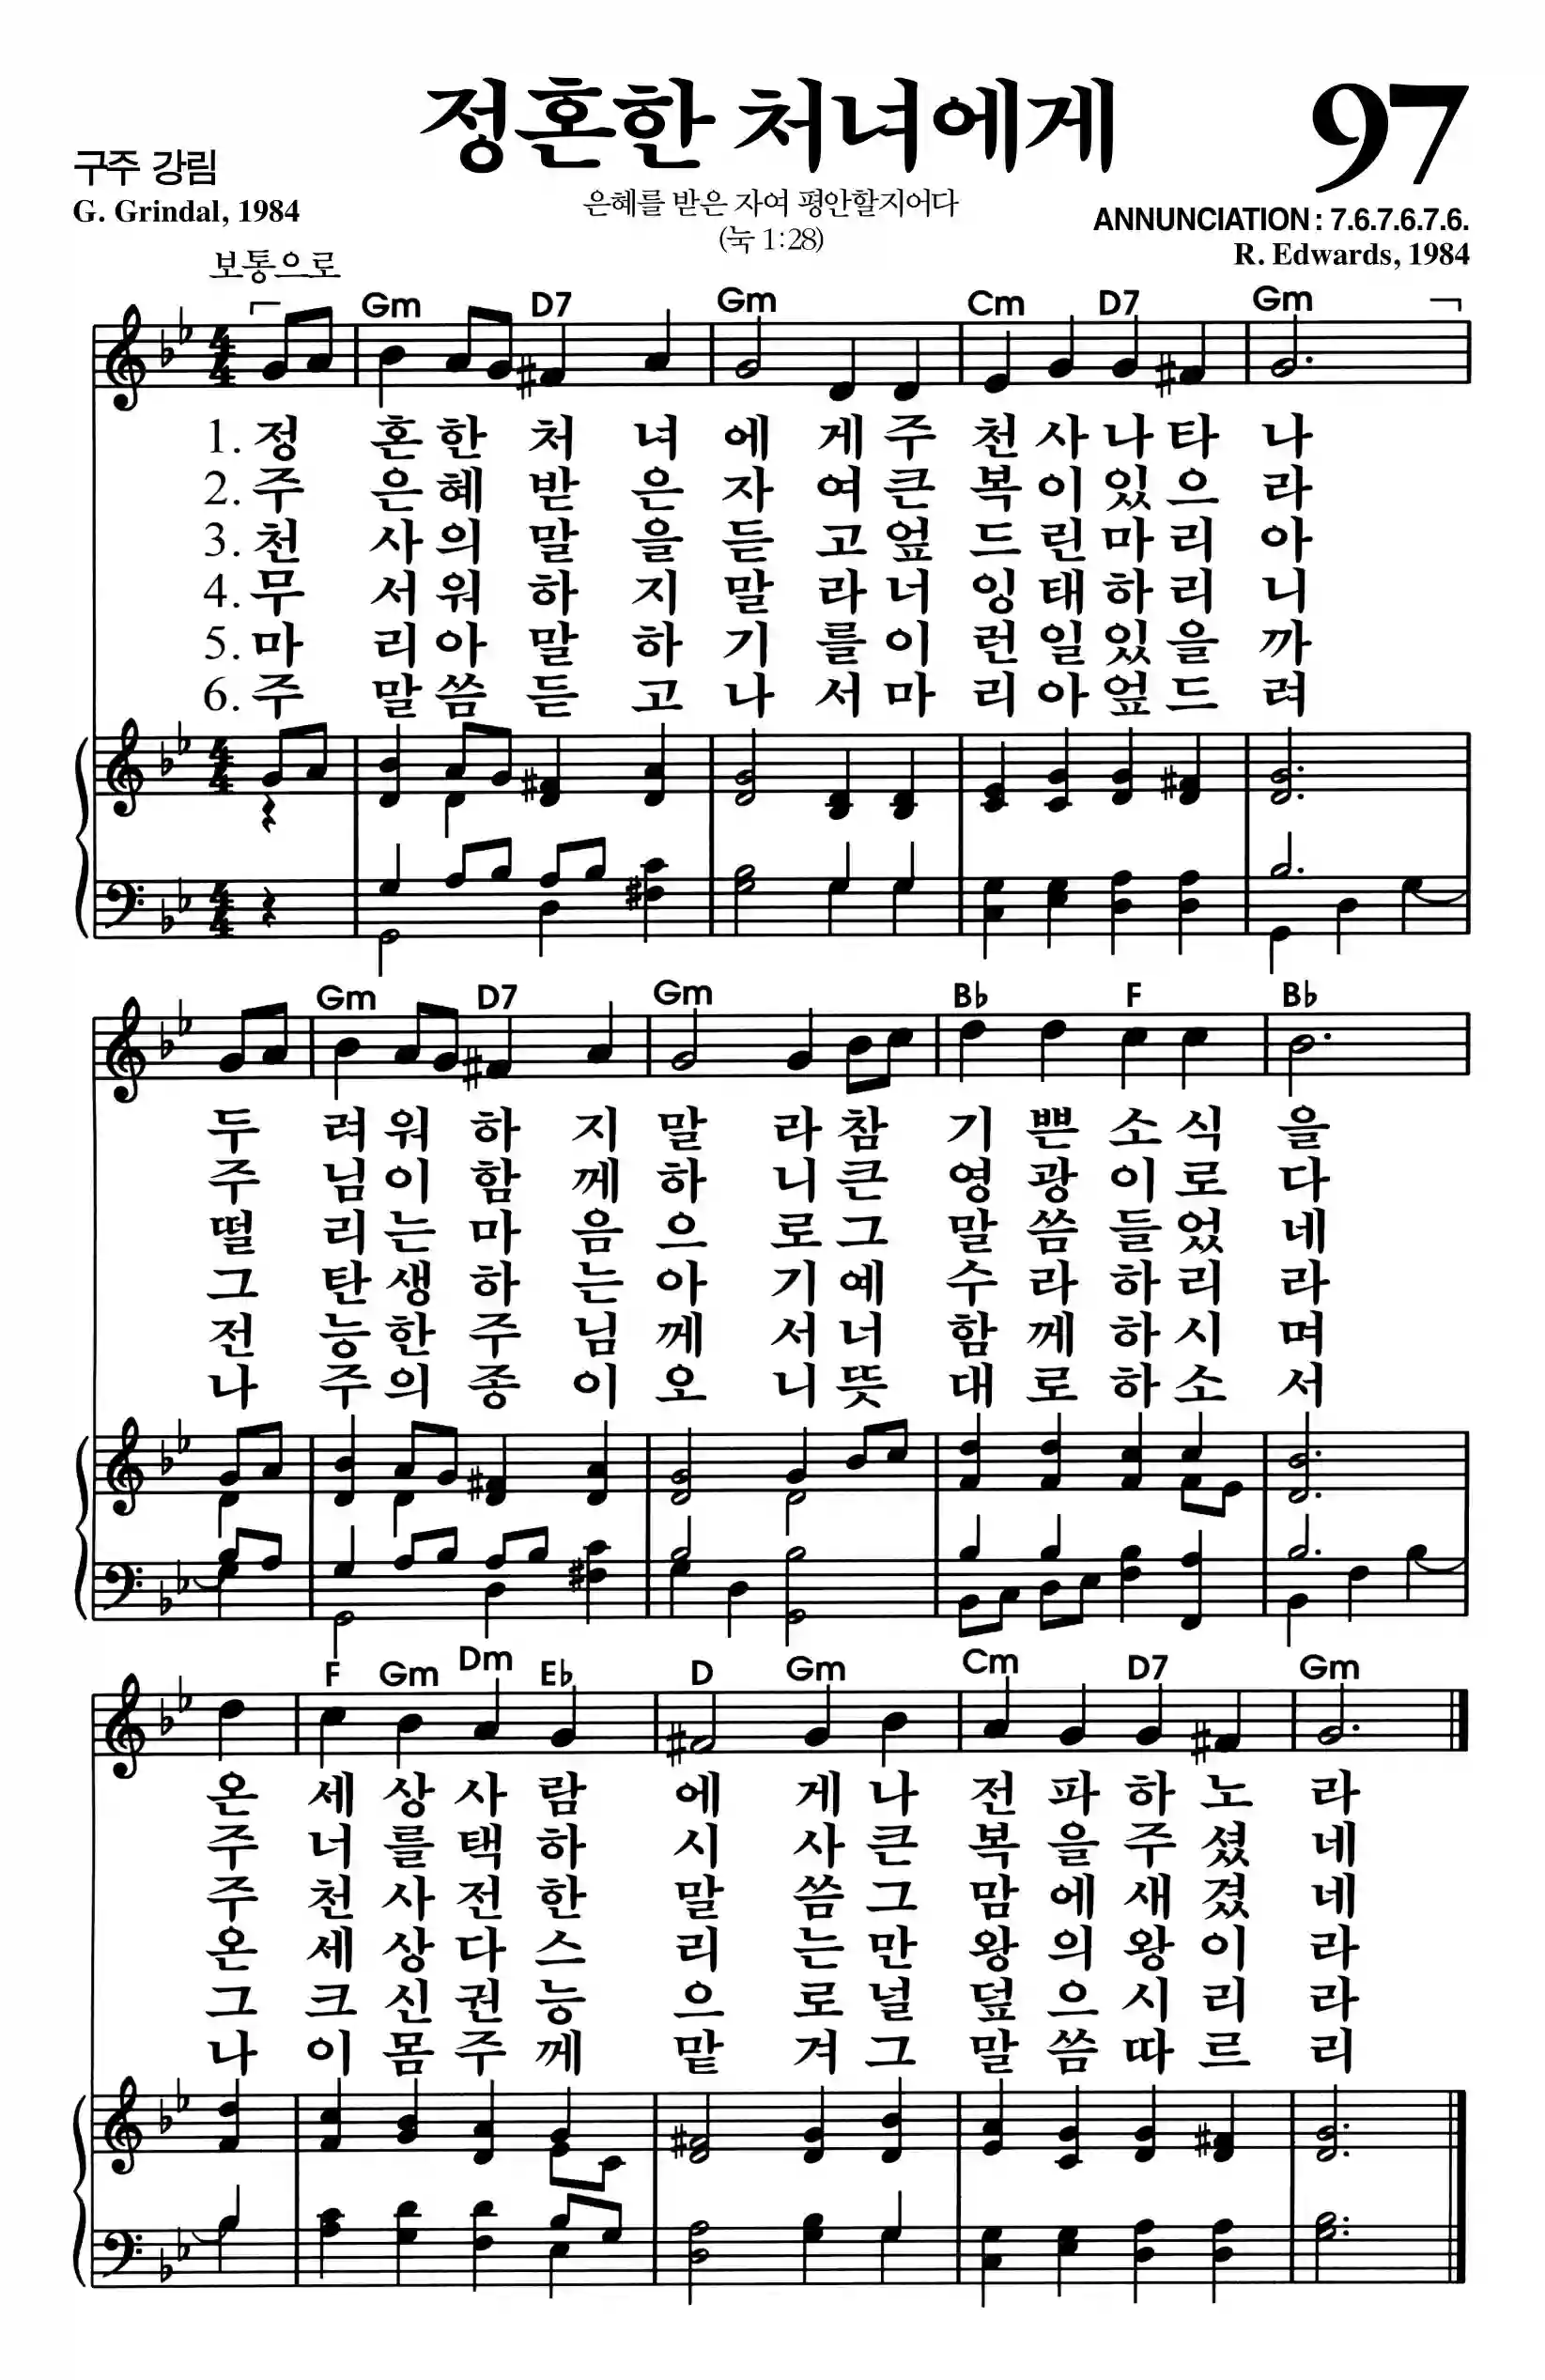 정혼한 처녀에게
97
구주 강림
G. Grindal, 1984
은혜를 받은 자여 평안할지어다
(눅 1:28)
ANNUNCIATION : 7.6.7.6.7.6.
R. Edwards, 1984
보통으로
Gm D7 Gm Cm D7 Gm
1. 정 혼 한 처 녀 에 게 주 천 사 나 타 나
2. 주 은 혜 받 은 자 여 큰 복 이 있 으 라
3. 천 사 의 말 을 듣 고 엎 드 린 마 리 아
4. 무 서 워 하 지 말 라 너 잉 태 하 리 니
5. 마 리 아 말 하 기 를 이 런 일 있 을 까
6. 주 말 씀 듣 고 나 서 마 리 아 엎 드 려
Gm D7 Gm B♭ F B♭
두 려 워 하 지 말 라 참 기 쁜 소 식 을
주 님 이 함 께 하 니 큰 영 광 이 로 다
떨 리 는 마 음 으 로 그 말 씀 들 었 네
그 탄 생 하 는 아 기 예 수 라 하 리 라
전 능 한 주 님 께 서 너 함 께 하 시 며
나 주 의 종 이 오 니 뜻 대 로 하 소 서
F Gm Dm E♭ D Gm Cm D7 Gm
온 세 상 사 람 에 게 나 전 파 하 노 라
주 너 를 택 하 시 사 큰 복 을 주 셨 네
주 천 사 전 한 말 씀 그 맘 에 새 겼 네
온 세 상 다 스 리 는 만 왕 의 왕 이 라
그 크 신 권 능 으 로 널 덮 으 시 리 라
나 이 몸 주 께 맡 겨 그 말 씀 따 르 리